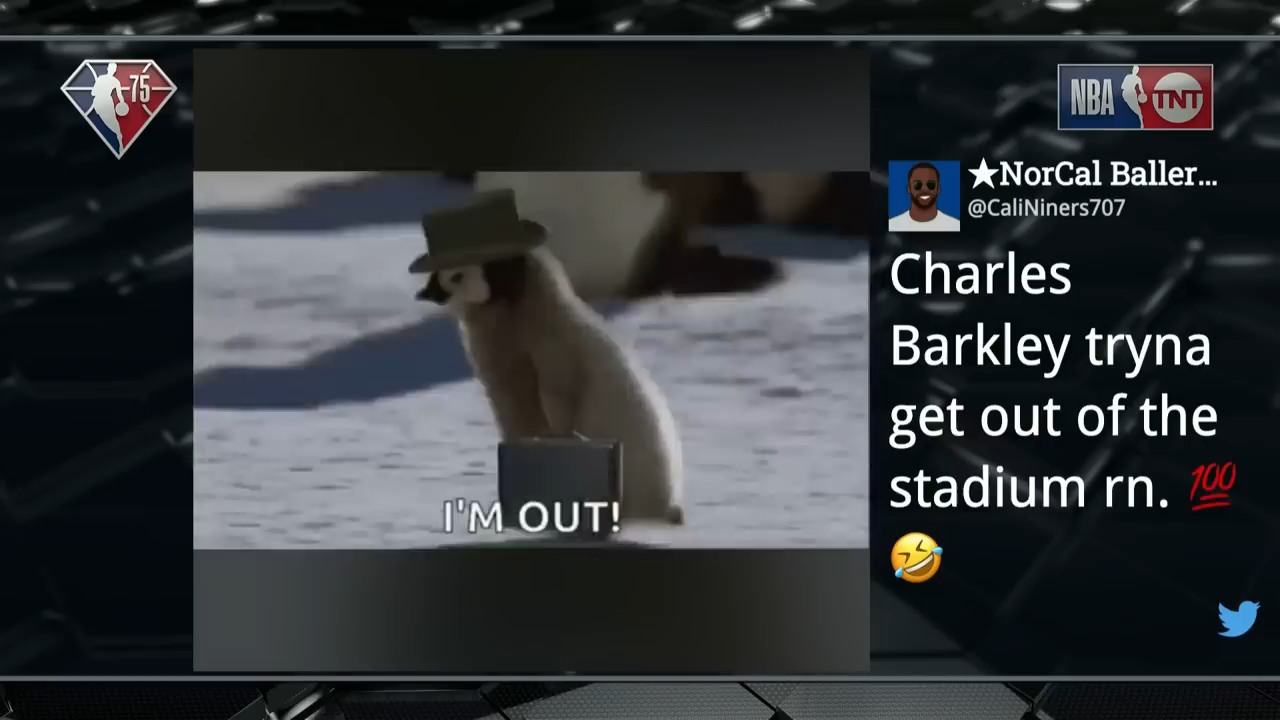 75
NBA TNT
★NorCal Baller...
@CaliNiners707
Charles
Barkley tryna
get out of the
stadium rn. 💯
🤣
I'M OUT!